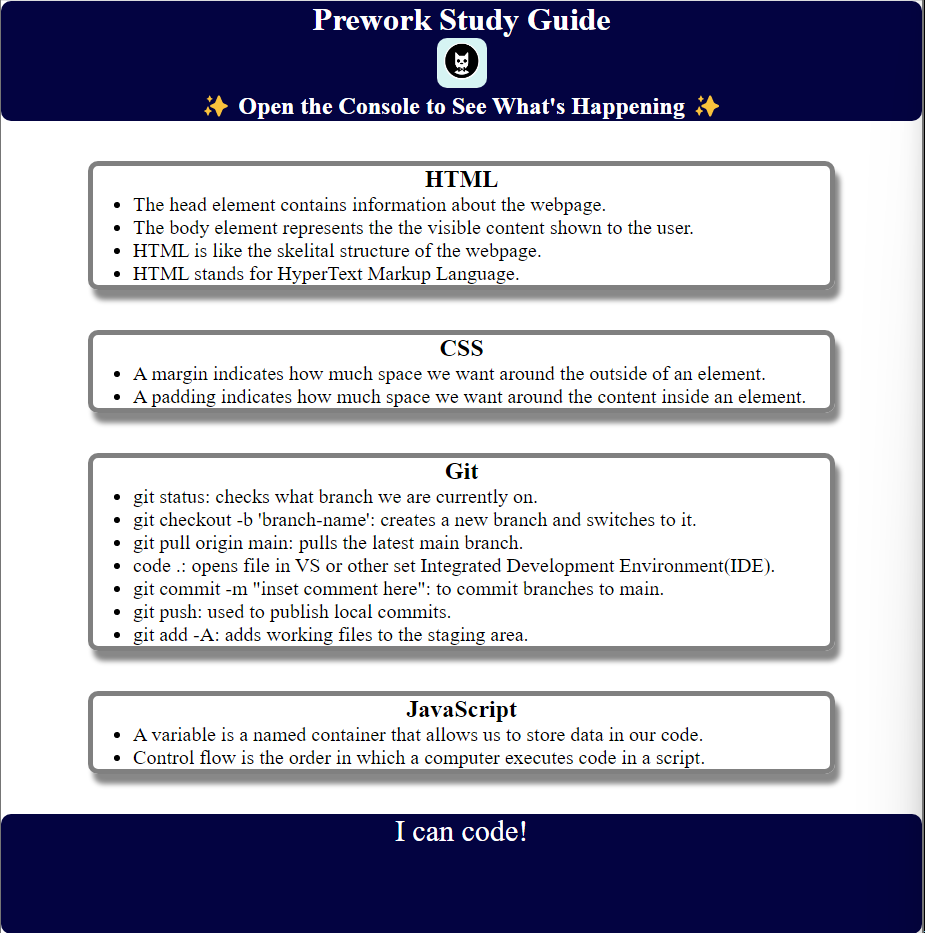 Prework Study Guide
✨ Open the Console to See What's Happening ✨
HTML
• The head element contains information about the webpage.
• The body element represents the the visible content shown to the user.
• HTML is like the skelital structure of the webpage.
• HTML stands for HyperText Markup Language.
CSS
• A margin indicates how much space we want around the outside of an element.
• A padding indicates how much space we want around the content inside an element.
Git
• git status: checks what branch we are currently on.
• git checkout -b 'branch-name': creates a new branch and switches to it.
• git pull origin main: pulls the latest main branch.
• code .: opens file in VS or other set Integrated Development Environment(IDE).
• git commit -m "inset comment here": to commit branches to main.
• git push: used to publish local commits.
• git add -A: adds working files to the staging area.
JavaScript
• A variable is a named container that allows us to store data in our code.
• Control flow is the order in which a computer executes code in a script.
I can code!